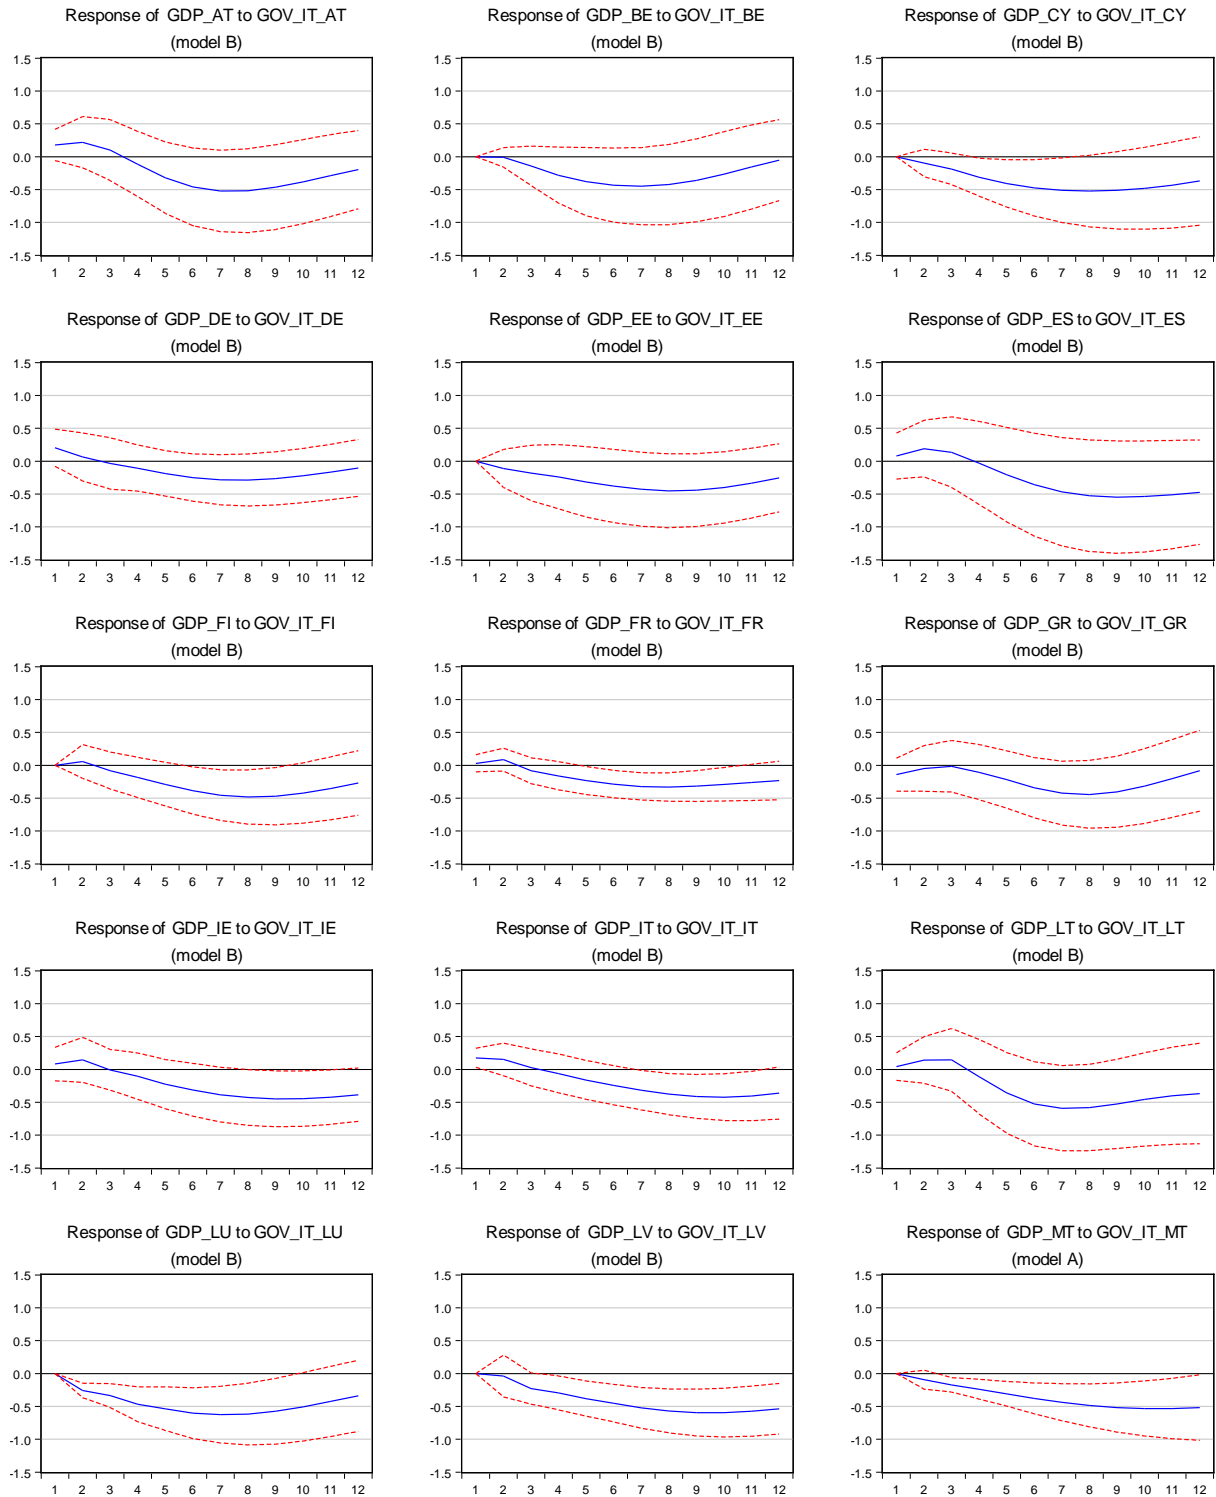 Response of GDP_AT to GOV_IT_AT
(model B)
1.5
1.0
0.5
0.0
-0.5
-1.0
-1.5
1 2 3 4 5 6 7 8 9 10 11 12
Response of GDP_BE to GOV_IT_BE
(model B)
1.5
1.0
0.5
0.0
-0.5
-1.0
-1.5
1 2 3 4 5 6 7 8 9 10 11 12
Response of GDP_CY to GOV_IT_CY
(model B)
1.5
1.0
0.5
0.0
-0.5
-1.0
-1.5
1 2 3 4 5 6 7 8 9 10 11 12
Response of GDP_DE to GOV_IT_DE
(model B)
1.5
1.0
0.5
0.0
-0.5
-1.0
-1.5
1 2 3 4 5 6 7 8 9 10 11 12
Response of GDP_EE to GOV_IT_EE
(model B)
1.5
1.0
0.5
0.0
-0.5
-1.0
-1.5
1 2 3 4 5 6 7 8 9 10 11 12
Response of GDP_ES to GOV_IT_ES
(model B)
1.5
1.0
0.5
0.0
-0.5
-1.0
-1.5
1 2 3 4 5 6 7 8 9 10 11 12
Response of GDP_FI to GOV_IT_FI
(model B)
1.5
1.0
0.5
0.0
-0.5
-1.0
-1.5
1 2 3 4 5 6 7 8 9 10 11 12
Response of GDP_FR to GOV_IT_FR
(model B)
1.5
1.0
0.5
0.0
-0.5
-1.0
-1.5
1 2 3 4 5 6 7 8 9 10 11 12
Response of GDP_GR to GOV_IT_GR
(model B)
1.5
1.0
0.5
0.0
-0.5
-1.0
-1.5
1 2 3 4 5 6 7 8 9 10 11 12
Response of GDP_IE to GOV_IT_IE
(model B)
1.5
1.0
0.5
0.0
-0.5
-1.0
-1.5
1 2 3 4 5 6 7 8 9 10 11 12
Response of GDP_IT to GOV_IT_IT
(model B)
1.5
1.0
0.5
0.0
-0.5
-1.0
-1.5
1 2 3 4 5 6 7 8 9 10 11 12
Response of GDP_LT to GOV_IT_LT
(model B)
1.5
1.0
0.5
0.0
-0.5
-1.0
-1.5
1 2 3 4 5 6 7 8 9 10 11 12
Response of GDP_LU to GOV_IT_LU
(model B)
1.5
1.0
0.5
0.0
-0.5
-1.0
-1.5
1 2 3 4 5 6 7 8 9 10 11 12
Response of GDP_LV to GOV_IT_LV
(model B)
1.5
1.0
0.5
0.0
-0.5
-1.0
-1.5
1 2 3 4 5 6 7 8 9 10 11 12
Response of GDP_MT to GOV_IT_MT
(model A)
1.5
1.0
0.5
0.0
-0.5
-1.0
-1.5
1 2 3 4 5 6 7 8 9 10 11 12